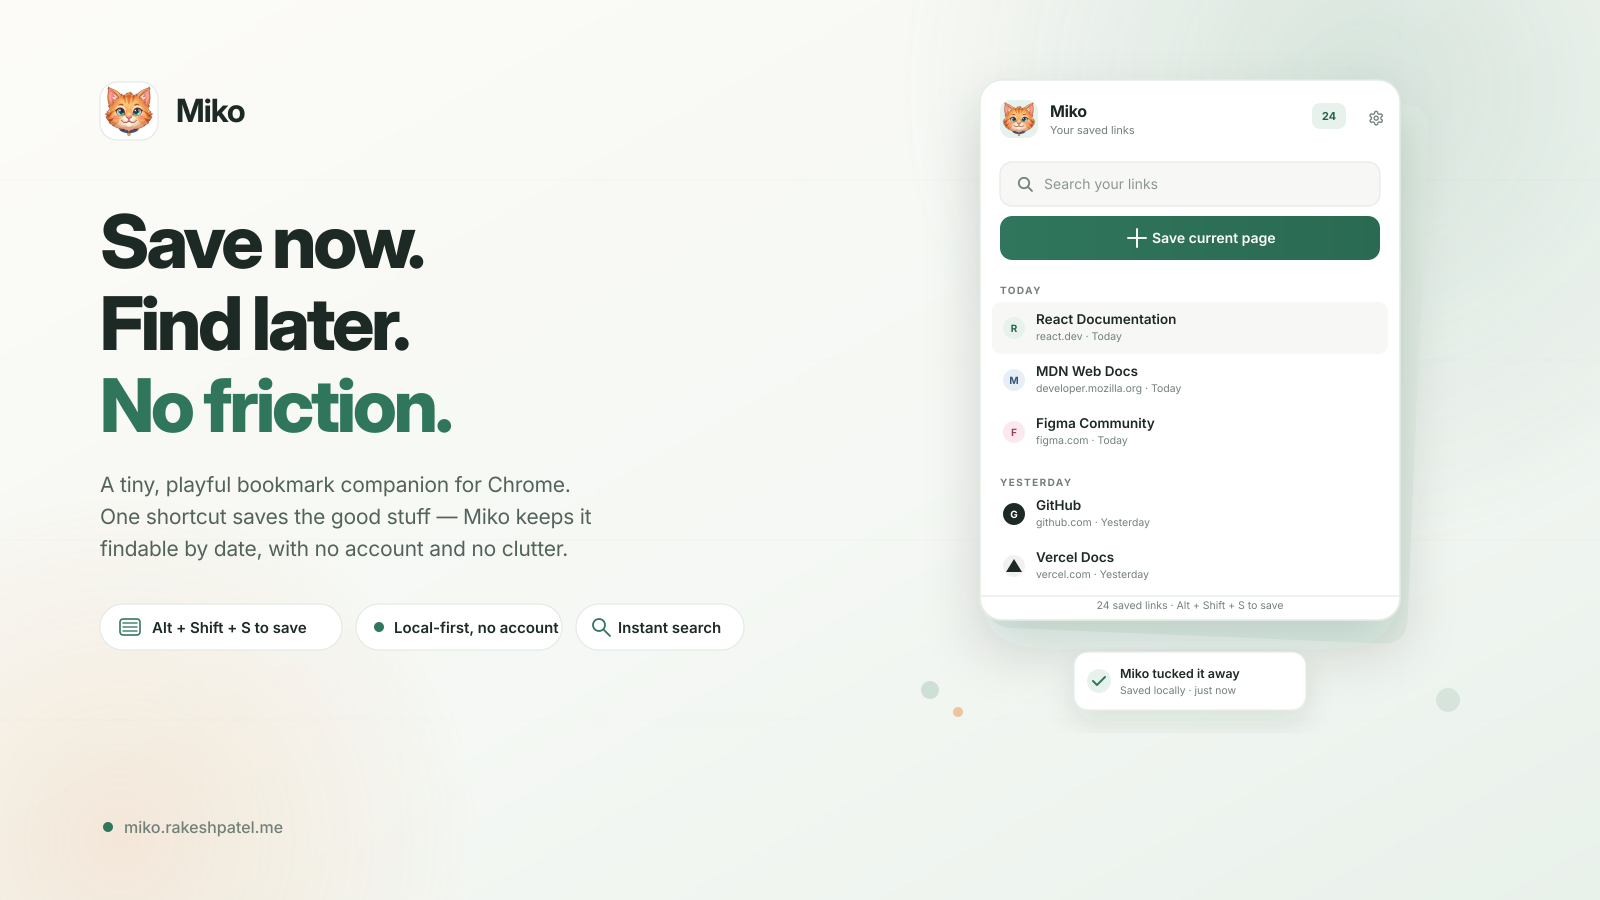 Miko
Save now.
Find later.
No friction.
A tiny, playful bookmark companion for Chrome.
One shortcut saves the good stuff — Miko keeps it
findable by date, with no account and no clutter.
Alt + Shift + S to save
Local-first, no account
Instant search
miko.rakeshpatel.me
Miko
Your saved links
24
Search your links
Save current page
TODAY
R
React Documentation
react.dev · Today
M
MDN Web Docs
developer.mozilla.org · Today
F
Figma Community
figma.com · Today
YESTERDAY
G
GitHub
github.com · Yesterday
Vercel Docs
vercel.com · Yesterday
24 saved links · Alt + Shift + S to save
Miko tucked it away
Saved locally · just now